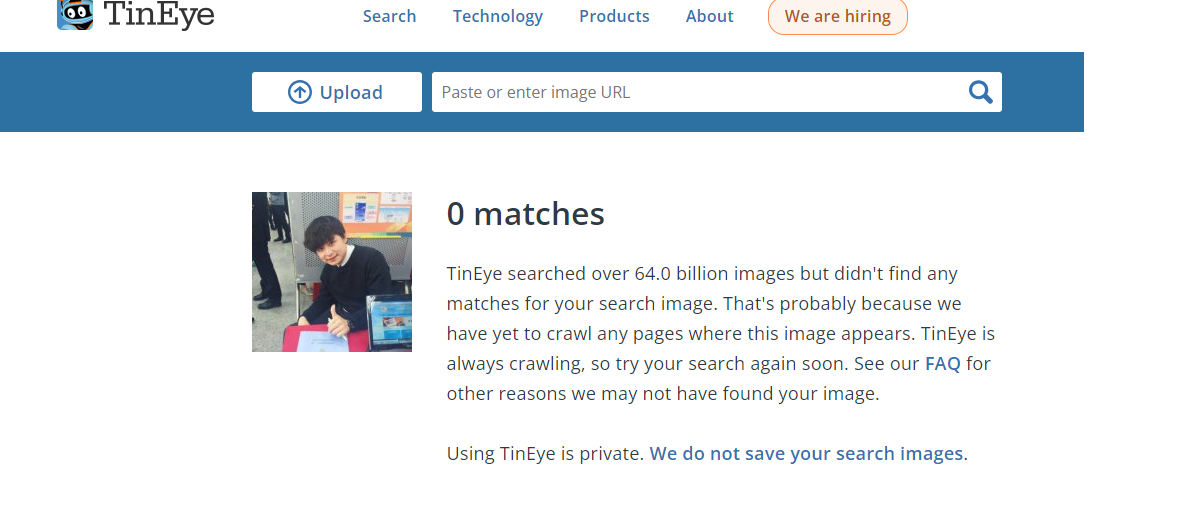 TinEye
Search Technology Products About We are hiring
Upload Paste or enter image URL
0 matches
TinEye searched over 64.0 billion images but didn't find any
matches for your search image. That's probably because we
have yet to crawl any pages where this image appears. TinEye is
always crawling, so try your search again soon. See our FAQ for
other reasons we may not have found your image.
Using TinEye is private. We do not save your search images.